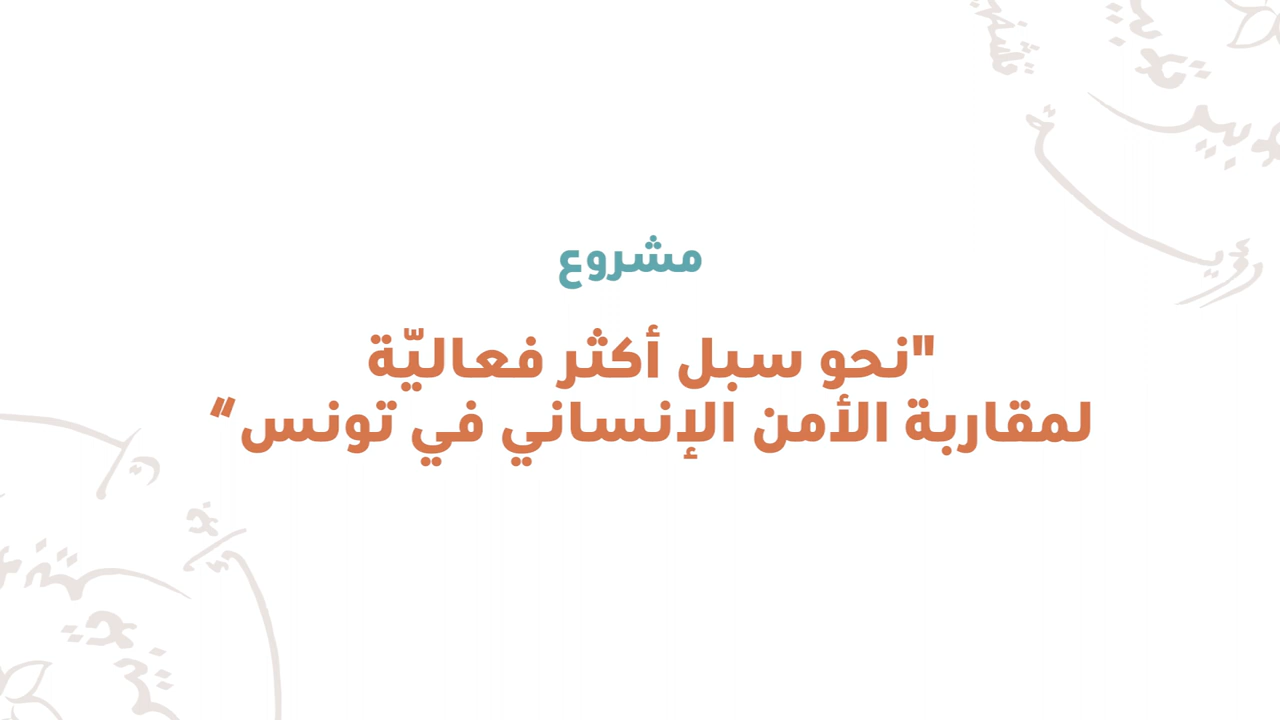 مشروع
"نحو سبل أكثر فعاليّة
لمقاربة الأمن الإنساني في تونس"